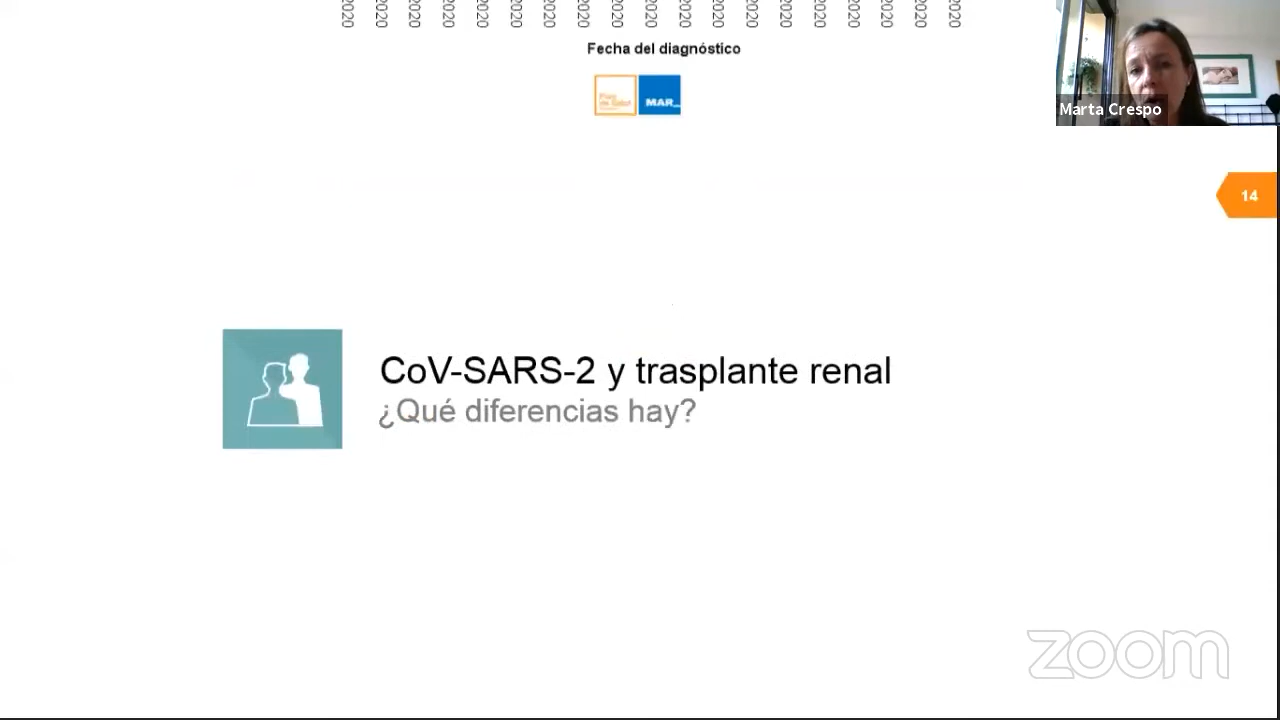 2020 2020 2020 2020 2020 2020 2020 2020 2020 2020 2020 2020 2020 2020 2020 2020 2020 2020 2020
Fecha del diagnóstico
MAR
Marta Crespo
14
CoV-SARS-2 y trasplante renal
¿Qué diferencias hay?
zoom